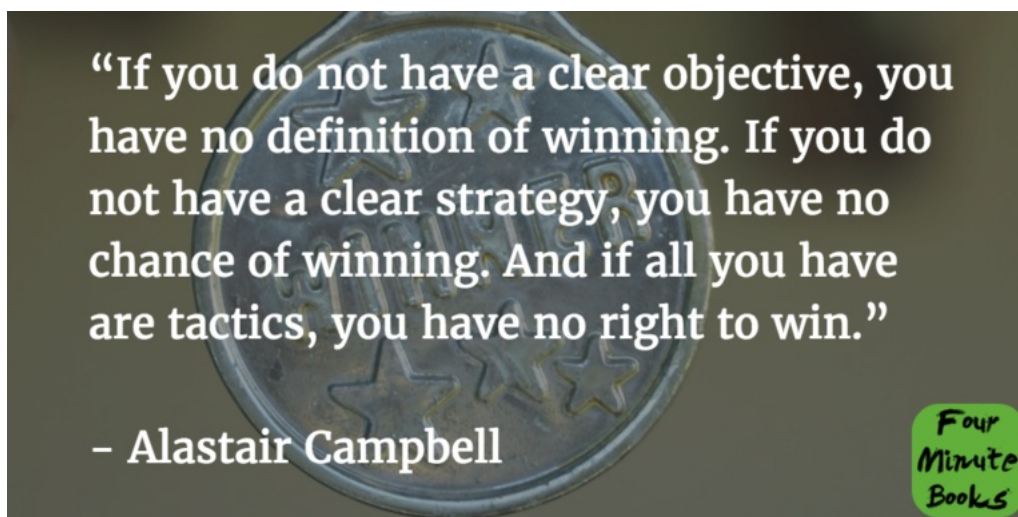 “If you do not have a clear objective, you
have no definition of winning. If you do
not have a clear strategy, you have no
chance of winning. And if all you have
are tactics, you have no right to win.”
– Alastair Campbell
WINNER
Four
Minute
Books